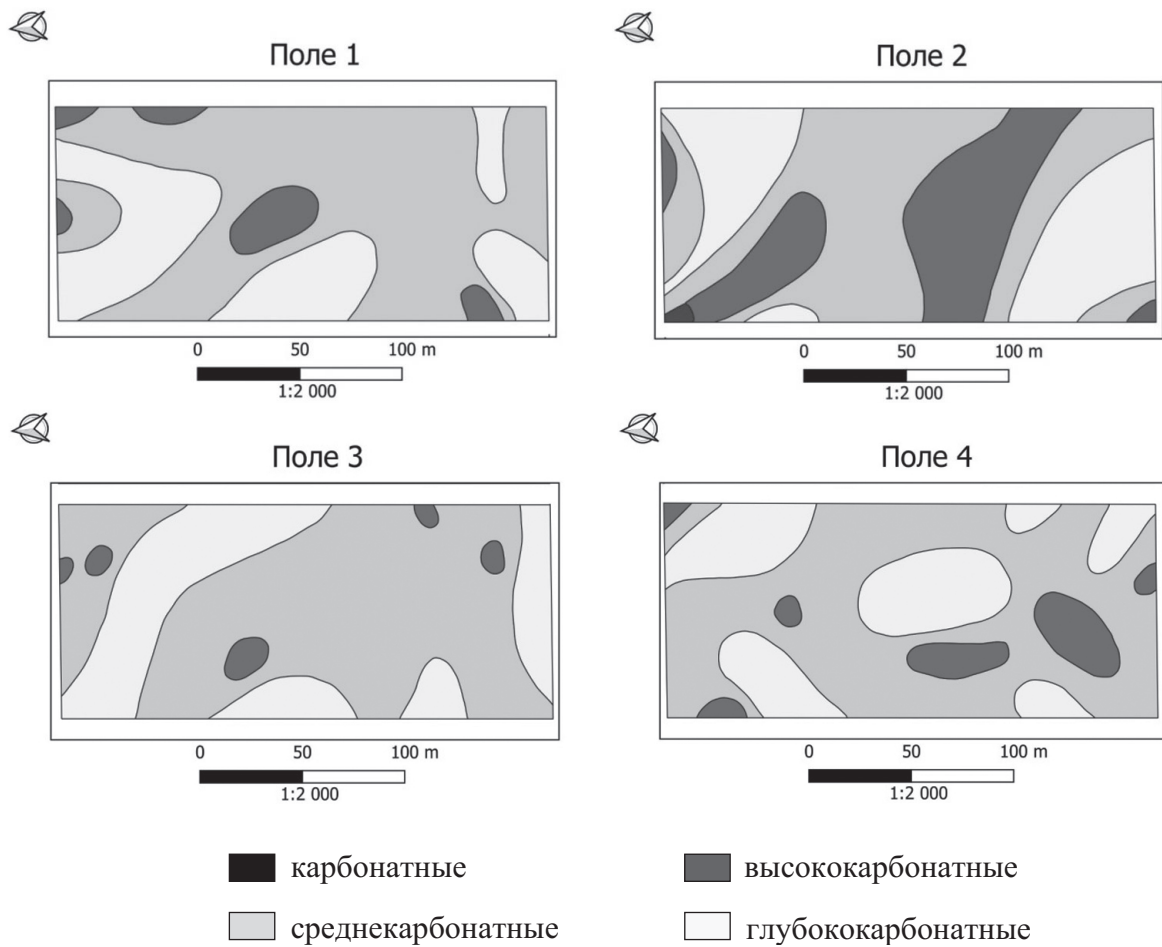 Поле 1
Поле 2
0 50 100 m
1:2 000
0 50 100 m
1:2 000
Поле 3
Поле 4
0 50 100 m
1:2 000
0 50 100 m
1:2 000
карбонатные
высококарбонатные
среднекарбонатные
глубококарбонатные